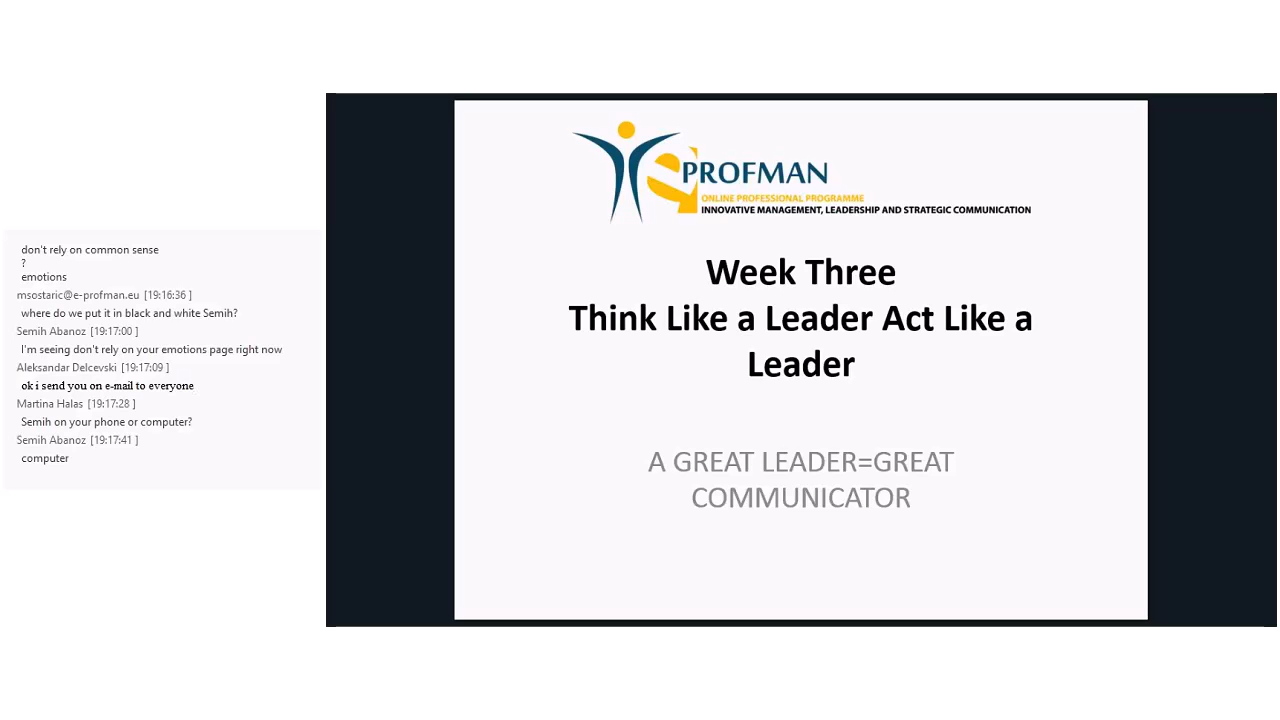 don't rely on common sense
?
emotions
msostaric@e-profman.eu [19:16:36 ]
where do we put it in black and white Semih?
Semih Abanoz [19:17:00 ]
I'm seeing don't rely on your emotions page right now
Aleksandar Delcevski [19:17:09 ]
ok i send you on e-mail to everyone
Martina Halas [19:17:28 ]
Semih on your phone or computer?
Semih Abanoz [19:17:41 ]
computer
e PROFMAN
ONLINE PROFESSIONAL PROGRAMME
INNOVATIVE MANAGEMENT, LEADERSHIP AND STRATEGIC COMMUNICATION
Week Three
Think Like a Leader Act Like a
Leader
A GREAT LEADER=GREAT
COMMUNICATOR